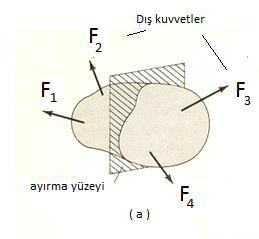 Dış kuvvetler
F₂
F₁
F₃
ayırma yüzeyi
F₄
( a )